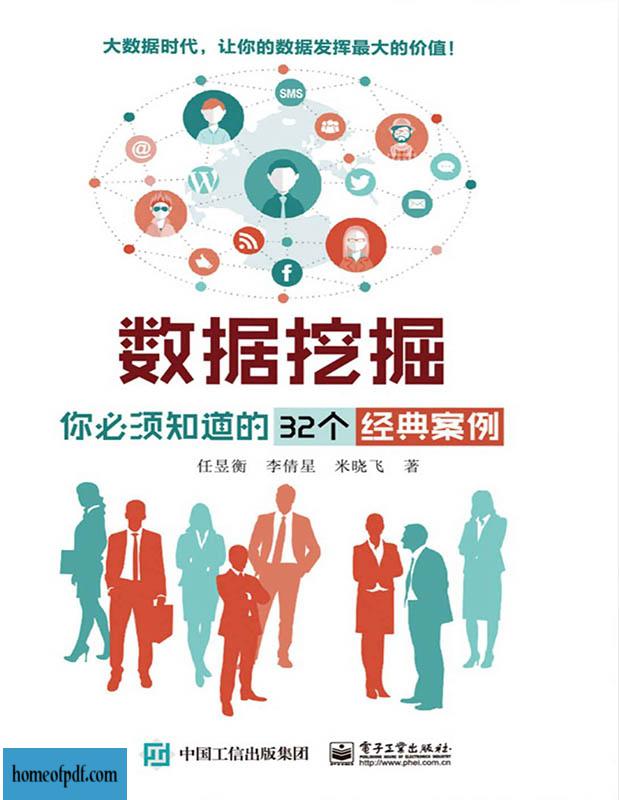 大数据时代，让你的数据发挥最大的价值！
SMS
@
数据挖掘
你必须知道的32个经典案例
任昱衡 李倩星 米晓飞 著
中国工信出版集团
電子工業出版社
http://www.phei.com.cn
homeofpdf.com